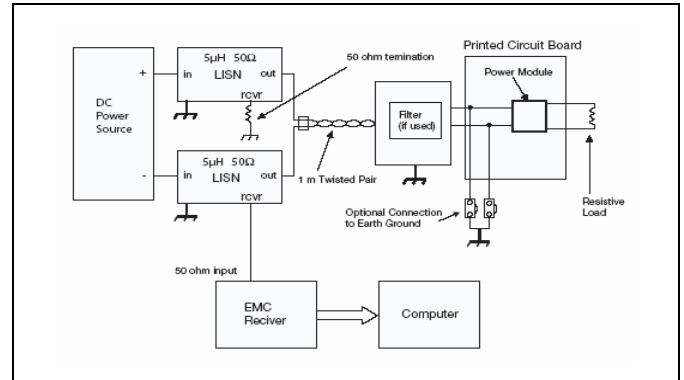 5µH 50Ω
LISN
in
out
rcvr
+
DC
Power
Source
-
50 ohm temination
5µH 50Ω
LISN
in
out
rcvr
1 m Twisted Pair
Filter
(if used)
Printed Circuit Board
Power Module
Optional Connection
to Earth Ground
Resistive
Load
50 ohm input
EMC
Reciver
Computer